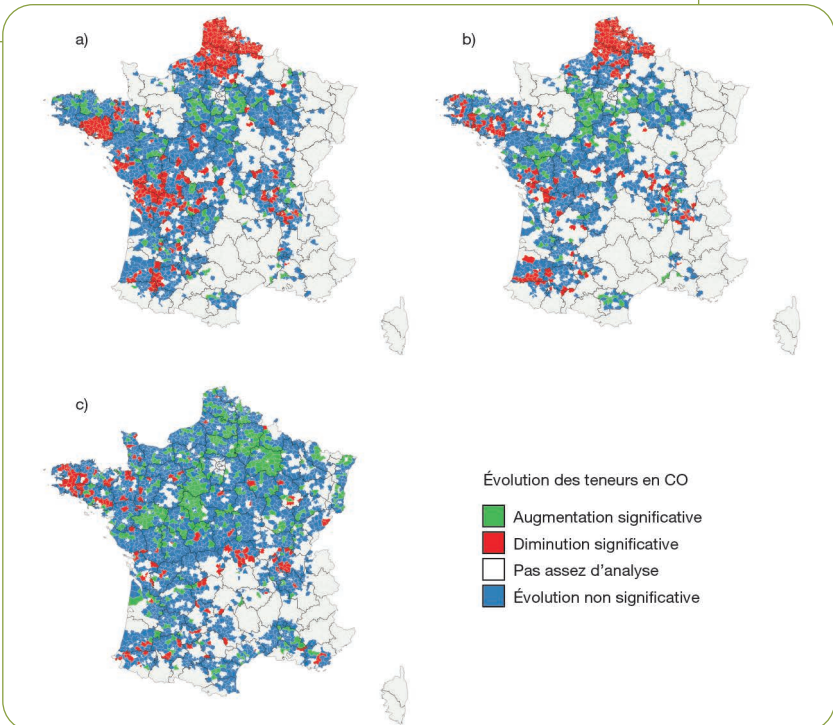 a)
b)
c)
Évolution des teneurs en CO
Augmentation significative
Diminution significative
Pas assez d'analyse
Évolution non significative